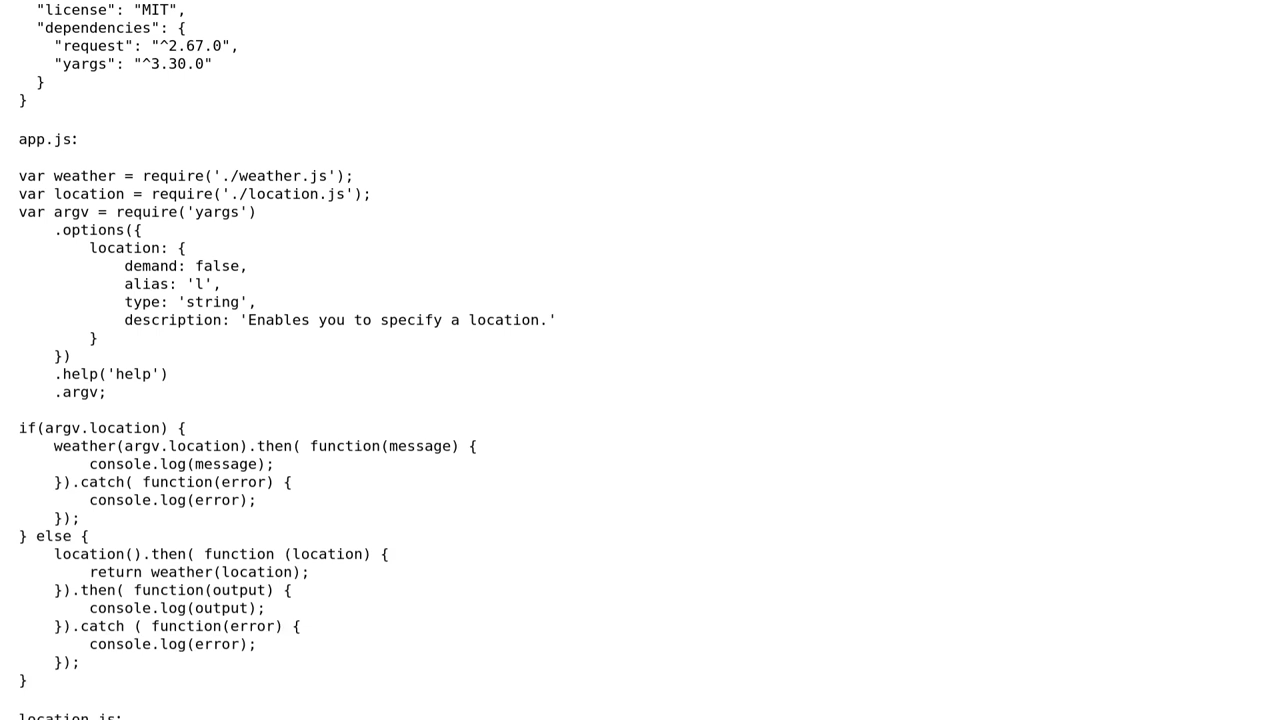 "license": "MIT",
  "dependencies": {
    "request": "^2.67.0",
    "yargs": "^3.30.0"
  }
}

app.js:

var weather = require('./weather.js');
var location = require('./location.js');
var argv = require('yargs')
    .options({
        location: {
            demand: false,
            alias: 'l',
            type: 'string',
            description: 'Enables you to specify a location.'
        }
    })
    .help('help')
    .argv;

if(argv.location) {
    weather(argv.location).then( function(message) {
        console.log(message);
    }).catch( function(error) {
        console.log(error);
    });
} else {
    location().then( function (location) {
        return weather(location);
    }).then( function(output) {
        console.log(output);
    }).catch ( function(error) {
        console.log(error);
    });
}

location.js: